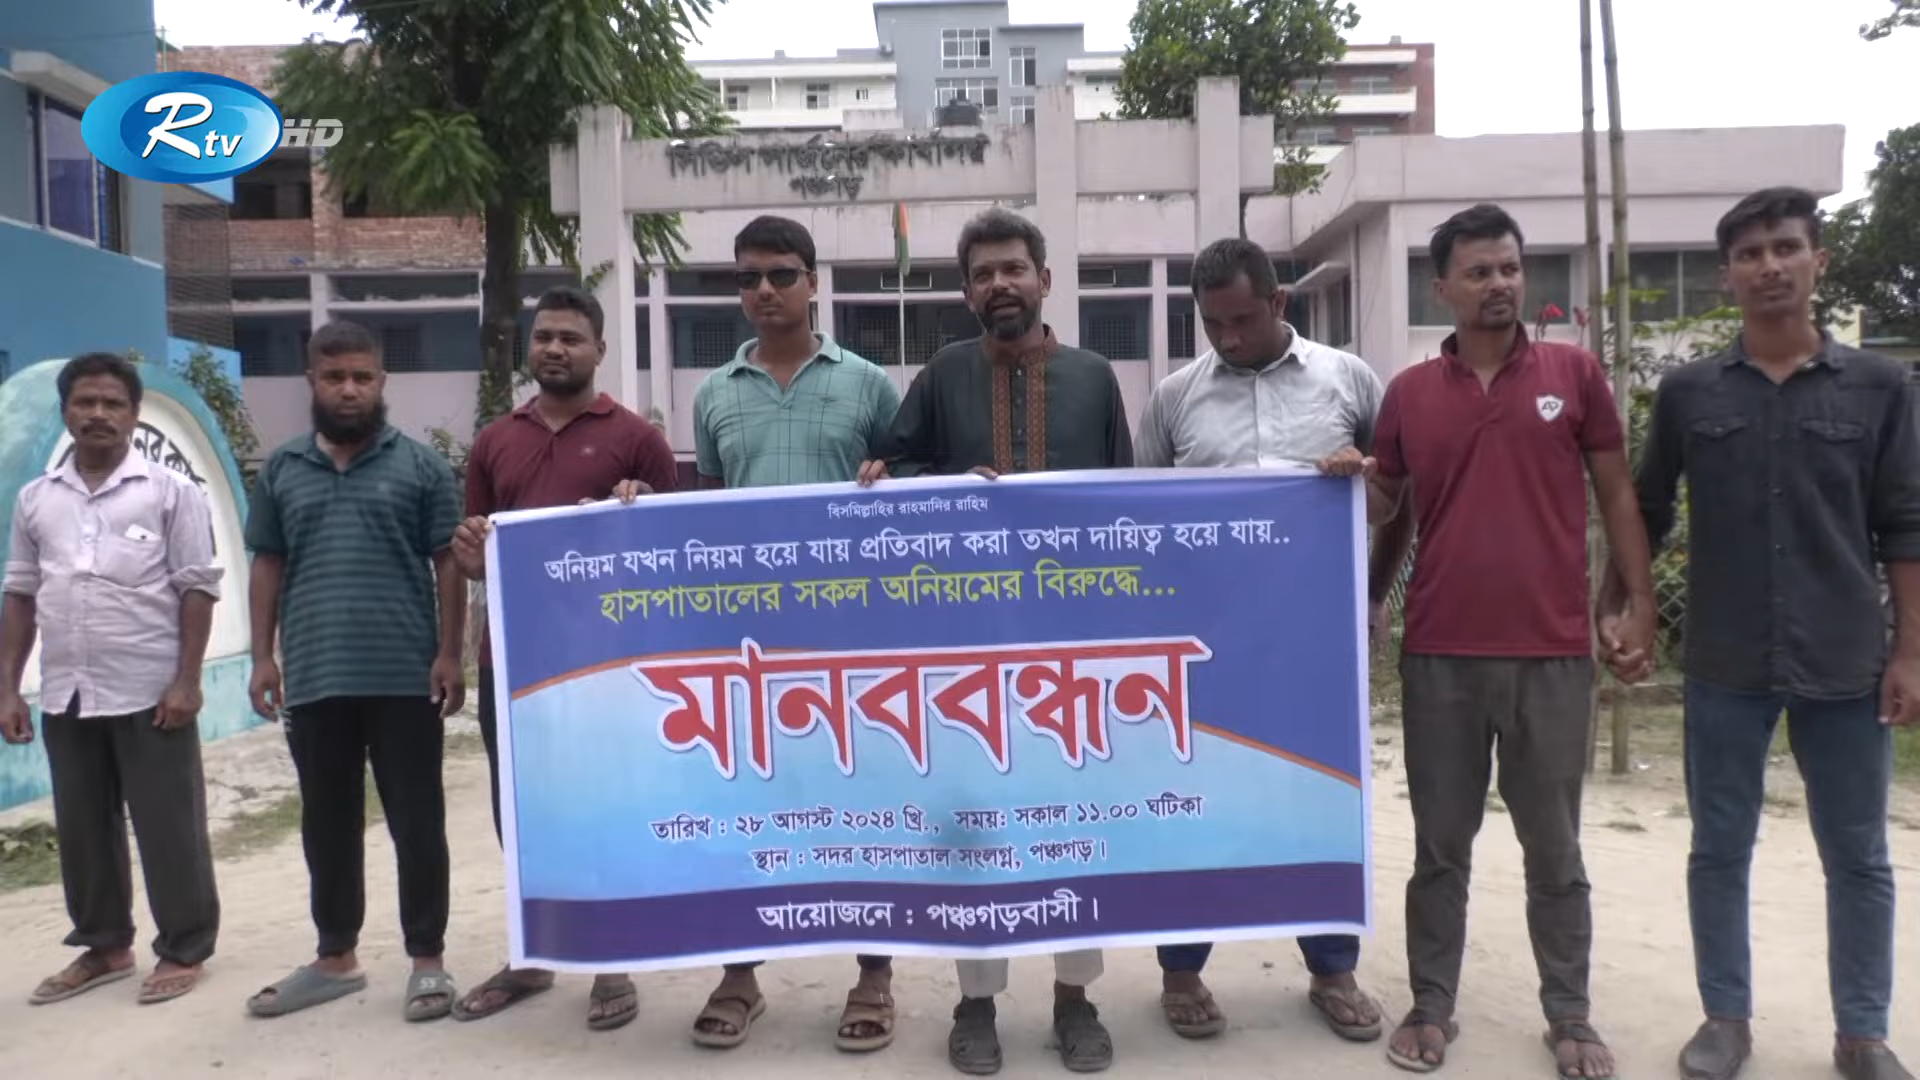 Rtv HD
সিভিল সার্জনের কার্যালয়
পঞ্চগড়
বিসমিল্লাহির রাহমানির রাহিম
অনিয়ম যখন নিয়ম হয়ে যায় প্রতিবাদ করা তখন দায়িত্ব হয়ে যায়..
হাসপাতালের সকল অনিয়মের বিরুদ্ধে...
মানববন্ধন
তারিখ : ২৮ আগস্ট ২০২৪ খ্রি., সময়: সকাল ১১.০০ ঘটিকা
স্থান : সদর হাসপাতাল সংলগ্ন, পঞ্চগড়।
আয়োজনে : পঞ্চগড়বাসী।